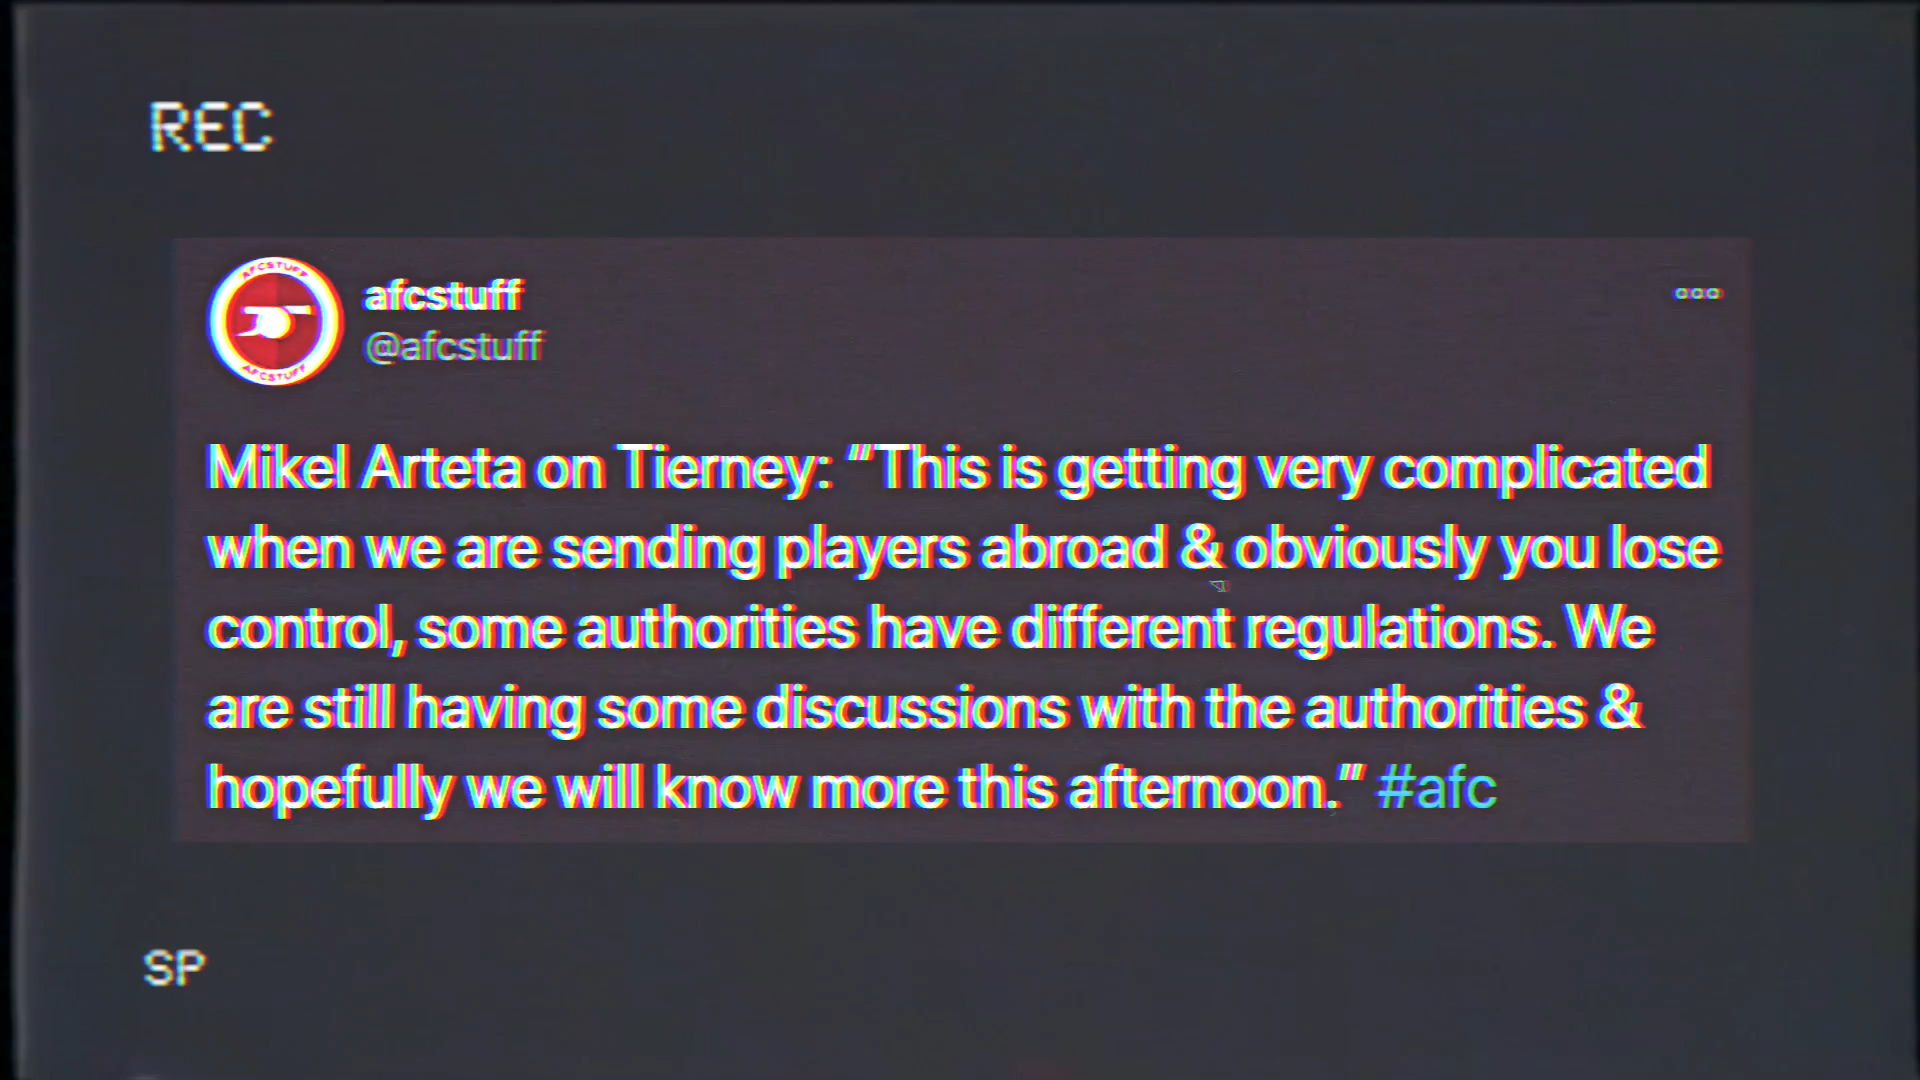 REC
AFCSTUFF
afcstuff
@afcstuff
AFCSTUFF
Mikel Arteta on Tierney: “This is getting very complicated
when we are sending players abroad & obviously you lose
control, some authorities have different regulations. We
are still having some discussions with the authorities &
hopefully we will know more this afternoon.” #afc
SP